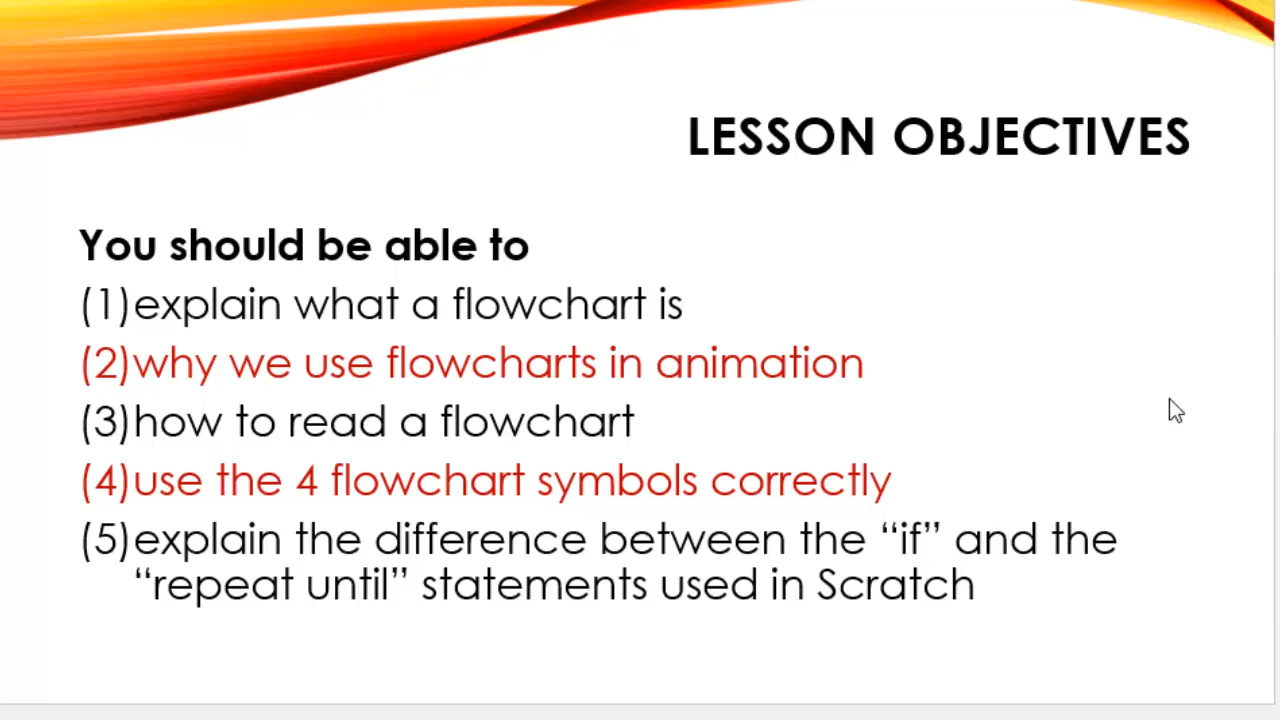 LESSON OBJECTIVES
You should be able to
(1)explain what a flowchart is
(2)why we use flowcharts in animation
(3)how to read a flowchart
(4)use the 4 flowchart symbols correctly
(5)explain the difference between the “if” and the
“repeat until” statements used in Scratch